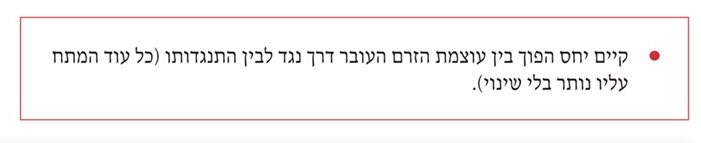 קיים יחס הפוך בין עוצמת הזרם העובר דרך נגד לבין התנגדותו (כל עוד המתח
עליו נותר בלי שינוי).